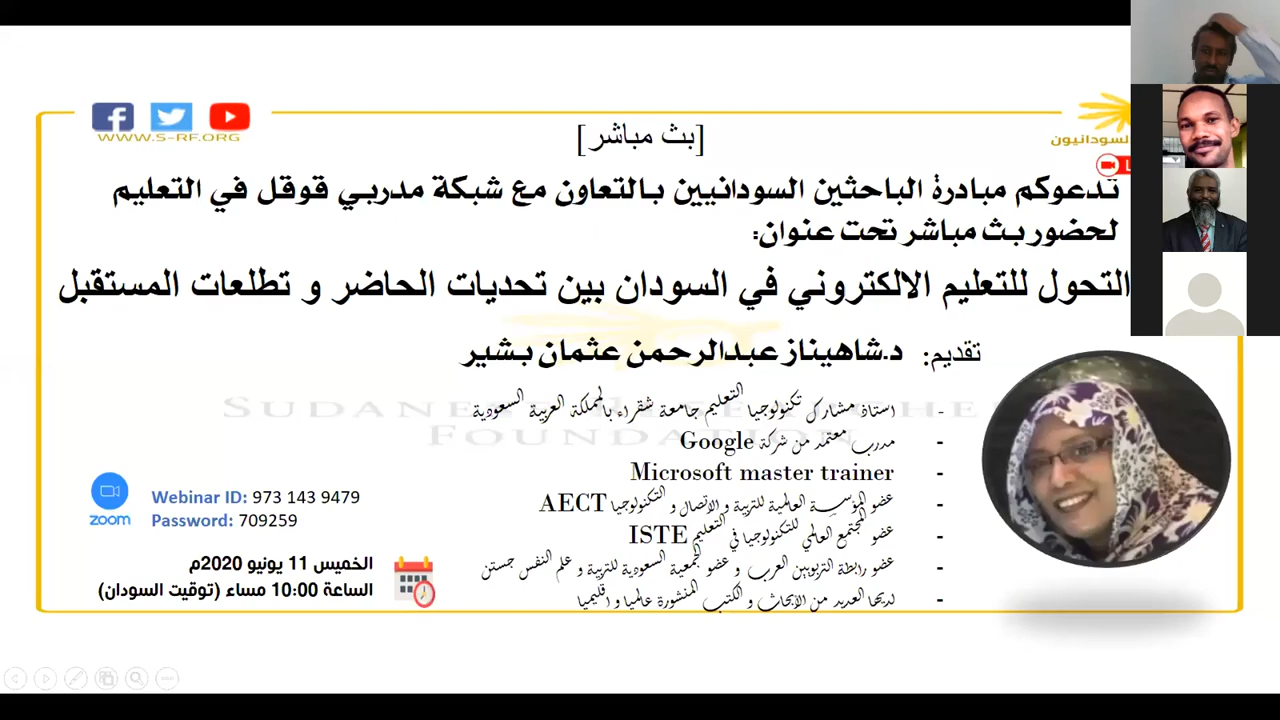 WWW.S-RF.ORG
السودانيون
[بث مباشر]
تدعوكم مبادرة الباحثين السودانيين بالتعاون مع شبكة مدربي قوقل في التعليم
لحضور بث مباشر تحت عنوان:
التحول للتعليم الالكتروني في السودان بين تحديات الحاضر و تطلعات المستقبل
تقديم: د.شاهيناز عبدالرحمن عثمان بشير
- استاذ مشارك تكنولوجيا التعليم جامعة شقراء بالمملكة العربية السعودية
- مدرب معتمد من شركة Google
- Microsoft master trainer
- عضو المؤسسة العالمية للتربية والاتصال و التكنولوجيا AECT
- عضو المجتمع العالمي للتكنولوجيا في التعليم ISTE
- عضو رابطة التربويين العرب و عضو الجمعية السعودية للتربية و علم النفس جستن
- لديها العديد من الابحاث و الكتب المنشورة عالميا و اقليميا
zoom
Webinar ID: 973 143 9479
Password: 709259
الخميس 11 يونيو 2020م
الساعة 10:00 مساء (توقيت السودان)